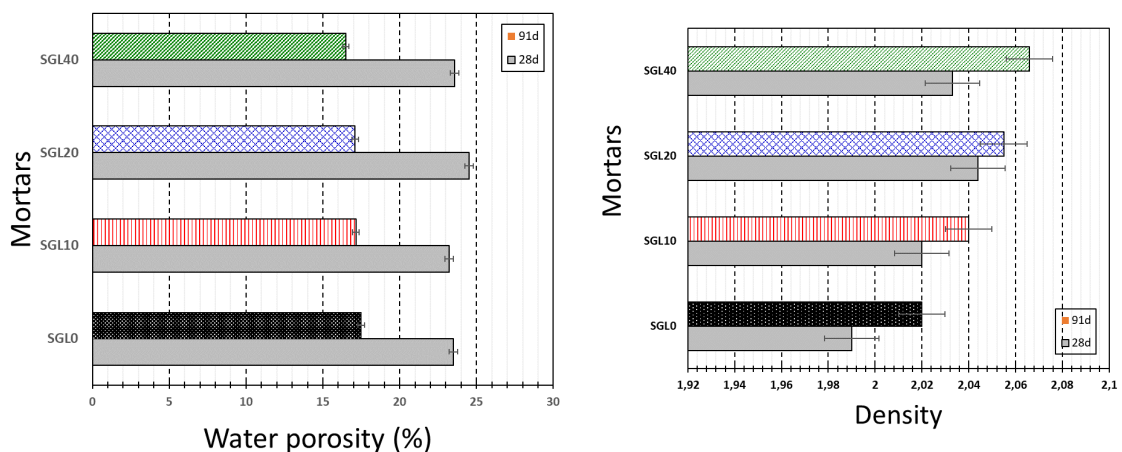 91d
28d
SGL40
SGL20
SGL10
SGL0
Mortars
0 5 10 15 20 25 30
Water porosity (%)
SGL40
SGL20
SGL10
SGL0
Mortars
91d
28d
1,92 1,94 1,96 1,98 2 2,02 2,04 2,06 2,08 2,1
Density